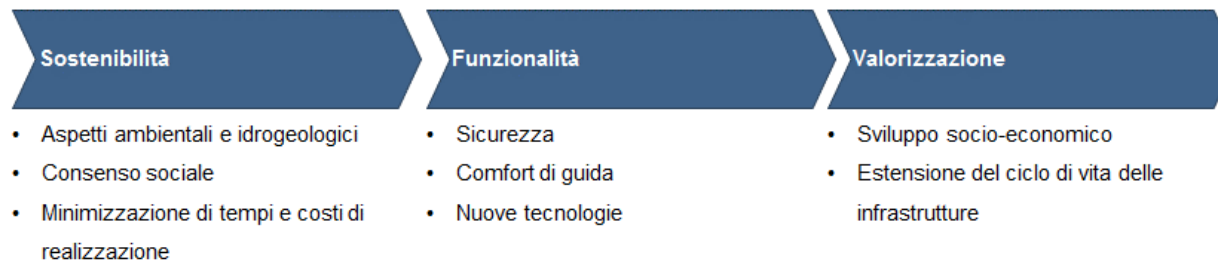 Sostenibilità
• Aspetti ambientali e idrogeologici
• Consenso sociale
• Minimizzazione di tempi e costi di
realizzazione
Funzionalità
• Sicurezza
• Comfort di guida
• Nuove tecnologie
Valorizzazione
• Sviluppo socio-economico
• Estensione del ciclo di vita delle
infrastrutture